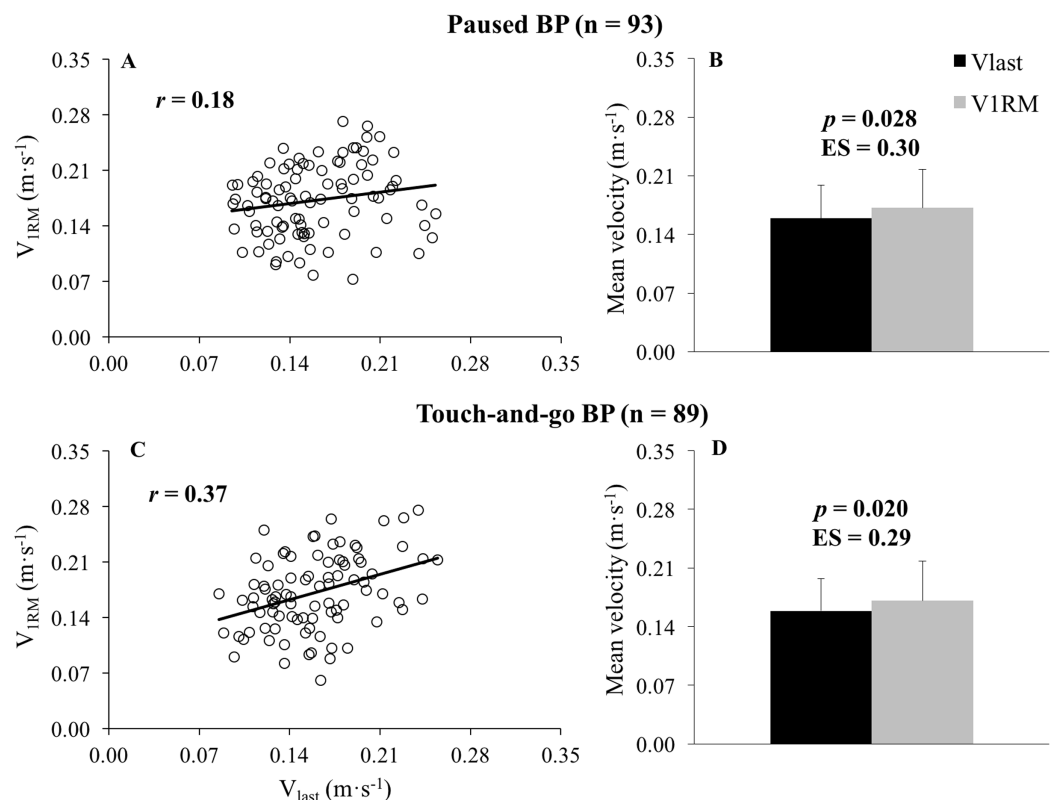 Paused BP (n = 93)
A
r = 0.18
V1RM (m·s-1)
0.35
0.28
0.21
0.14
0.07
0.00
0.00 0.07 0.14 0.21 0.28 0.35
B
Vlast
V1RM
p = 0.028
ES = 0.30
Mean velocity (m·s-1)
0.35
0.28
0.21
0.14
0.07
0.00
Touch-and-go BP (n = 89)
C
r = 0.37
V1RM (m·s-1)
0.35
0.28
0.21
0.14
0.07
0.00
0.00 0.07 0.14 0.21 0.28 0.35
Vlast (m·s-1)
D
p = 0.020
ES = 0.29
Mean velocity (m·s-1)
0.35
0.28
0.21
0.14
0.07
0.00